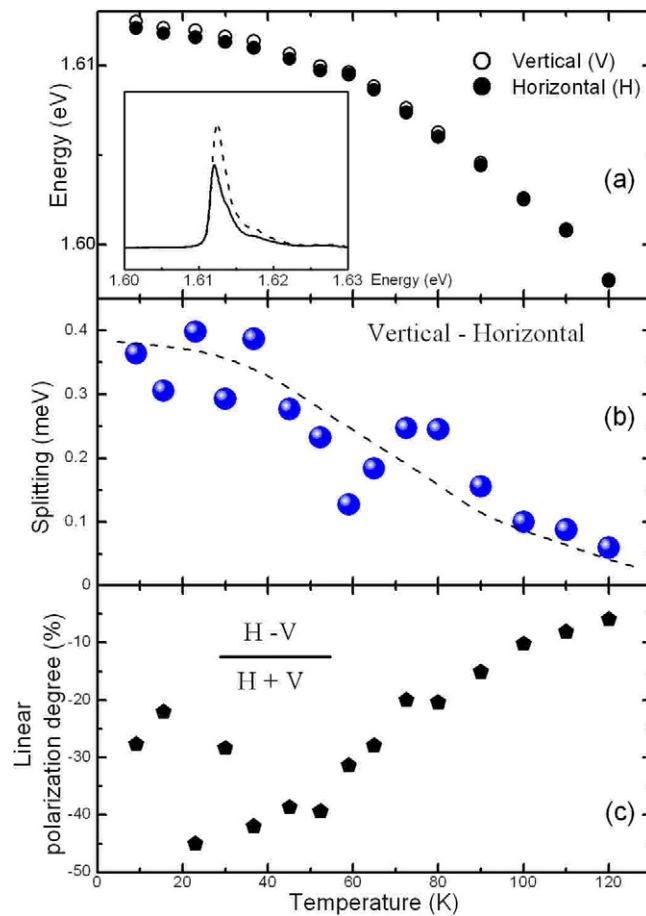 1.61
Vertical (V)
Horizontal (H)
Energy (eV)
(a)
1.60
1.60 1.61 1.62 1.63 Energy (eV)
0.4
Vertical - Horizontal
0.3
(b)
Splitting (meV)
0.2
0.1
0
-10
H -V
H + V
-20
Linear
polarization degree (%)
-30
-40
(c)
-50
0 20 40 60 80 100 120
Temperature (K)